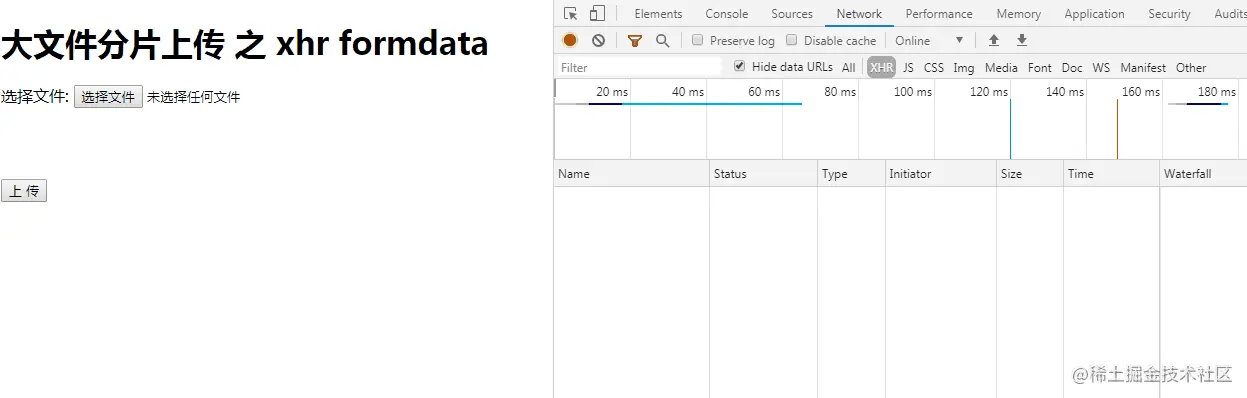 大文件分片上传 之 xhr formdata
选择文件: 选择文件 未选择任何文件
上 传
Elements Console Sources Network Performance Memory Application Security Audits
Preserve log Disable cache Online
Filter Hide data URLs All XHR JS CSS Img Media Font Doc WS Manifest Other
20 ms 40 ms 60 ms 80 ms 100 ms 120 ms 140 ms 160 ms 180 ms
Name Status Type Initiator Size Time Waterfall
@稀土掘金技术社区